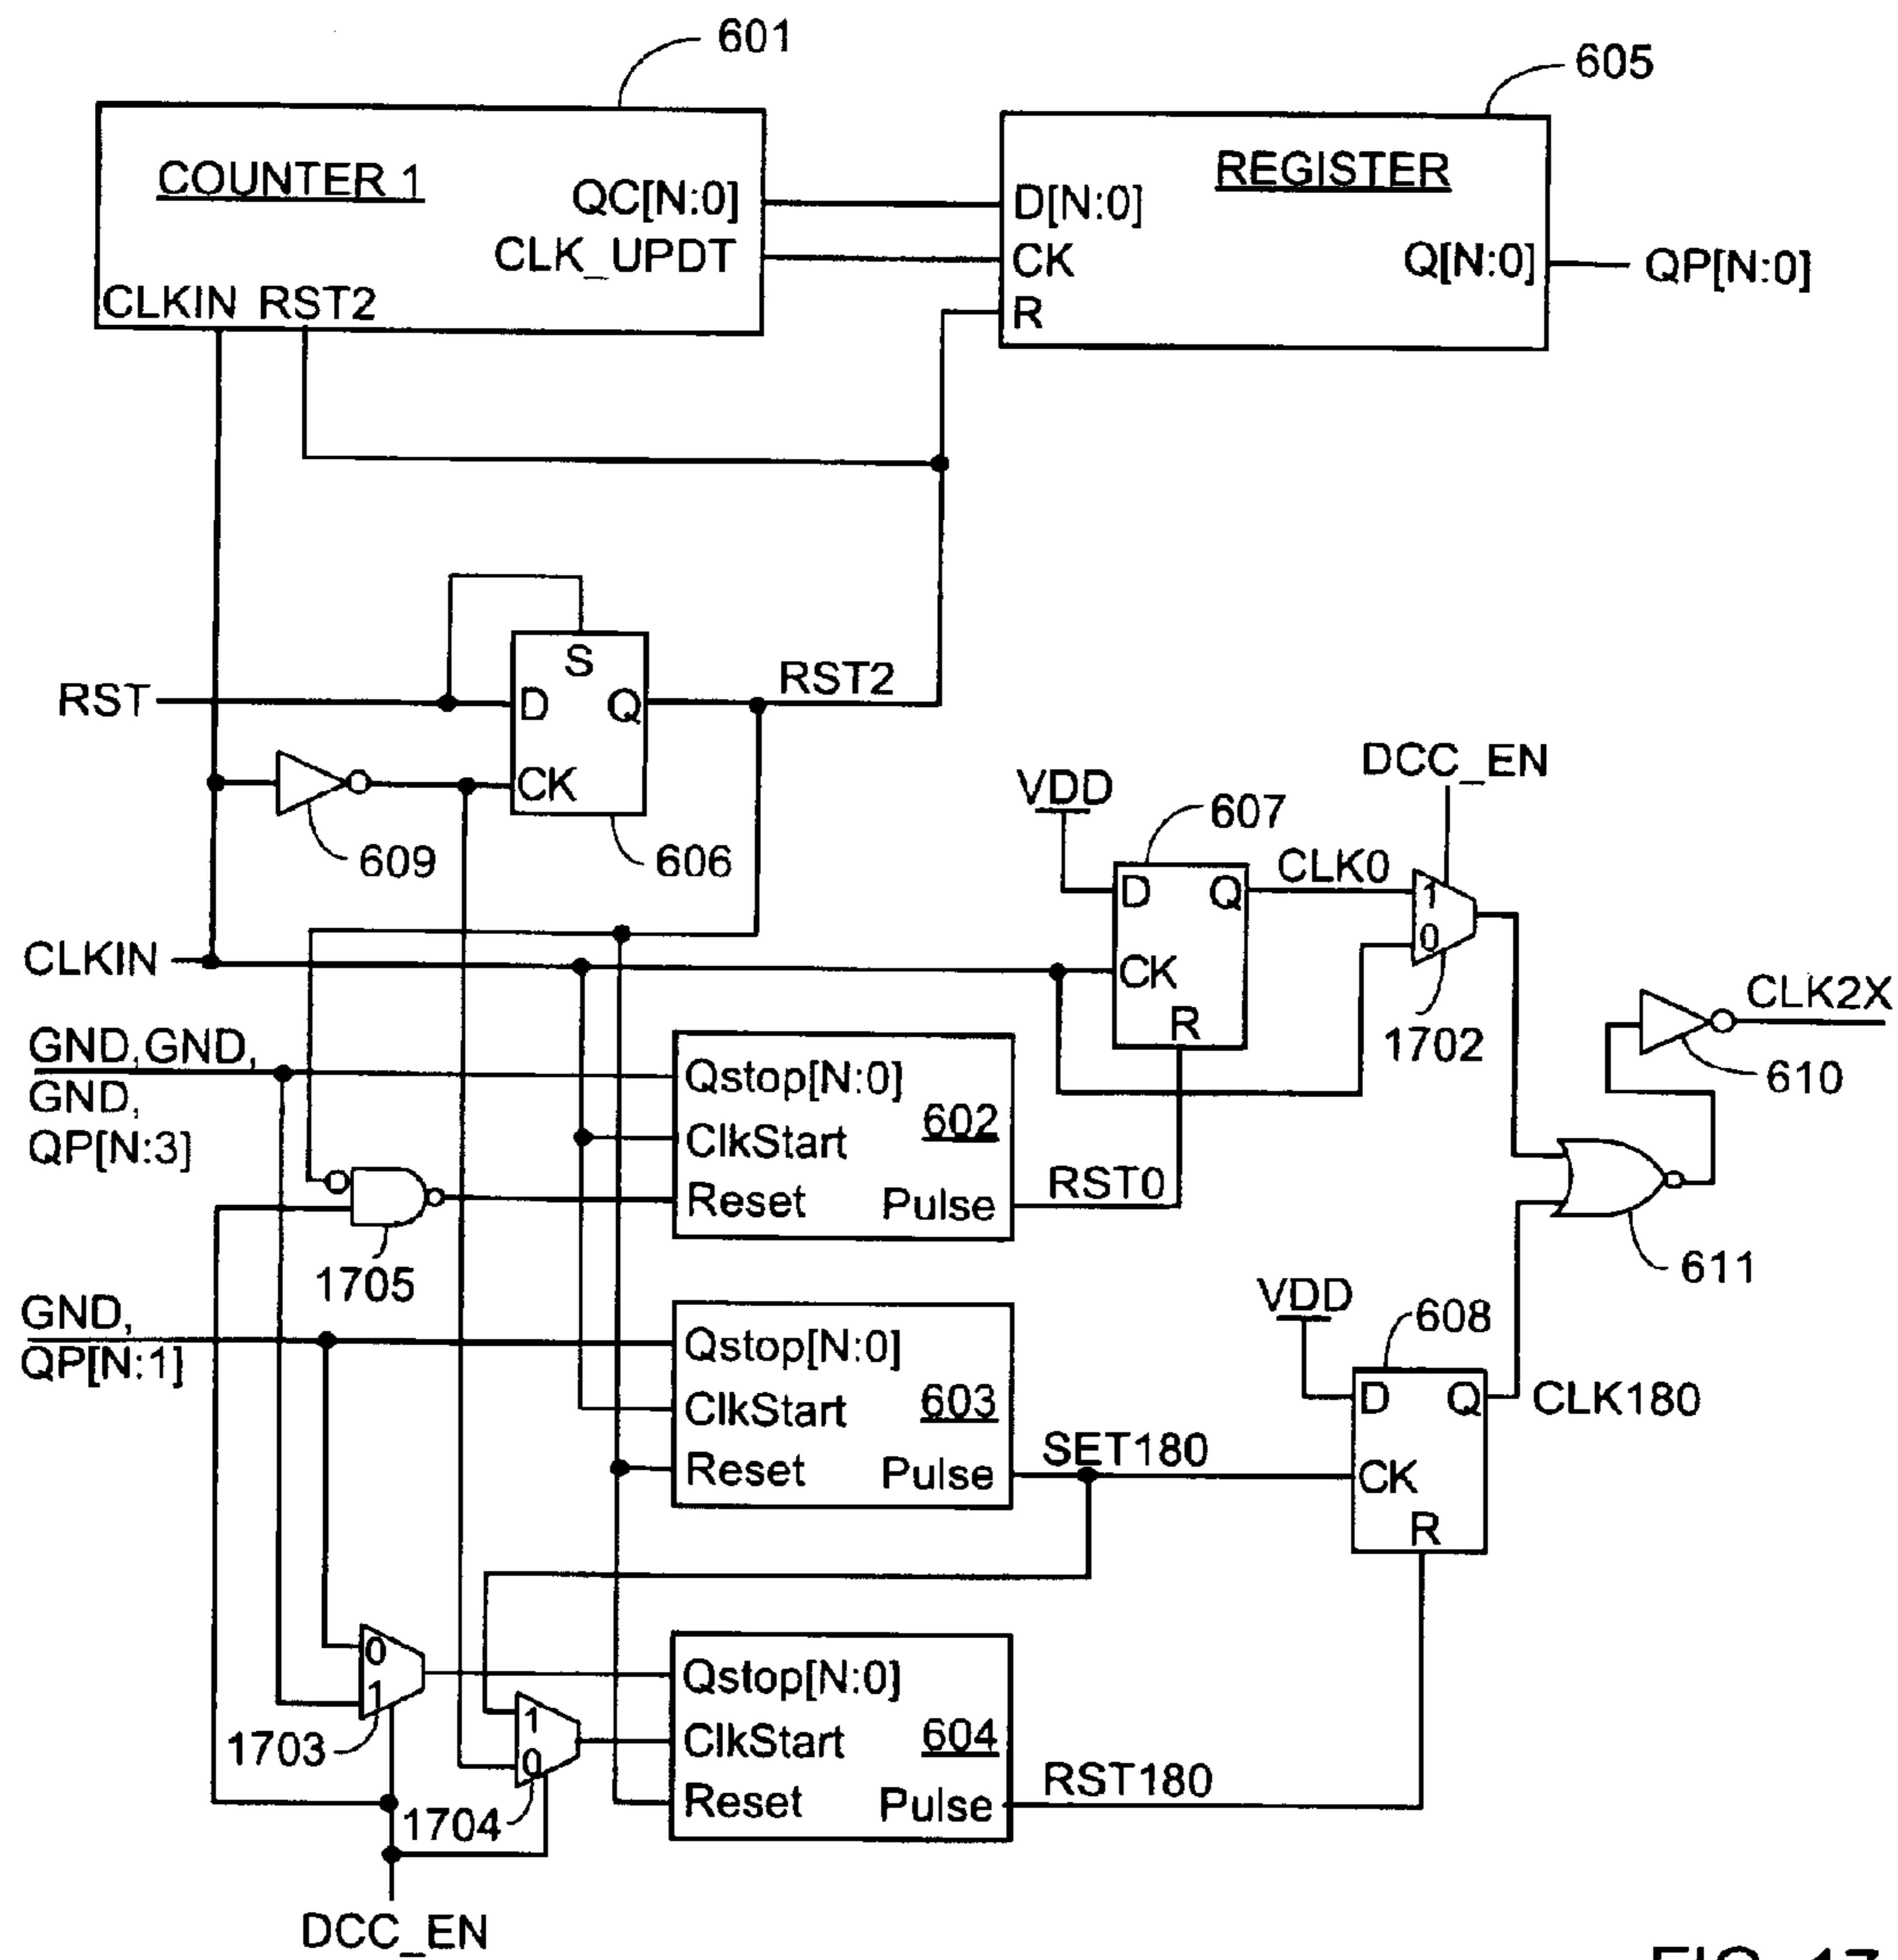 601
605
COUNTER 1
REGISTER
QC[N:0]
D[N:0]
CLK_UPDT
CK
Q[N:0]
QP[N:0]
CLKIN RST2
R
S
RST
D
Q
RST2
CK
609
606
DCC_EN
VDD
607
CLK0
D
Q
1
0
CLKIN
CK
R
1702
CLK2X
610
GND,GND,
GND,
QP[N:3]
Qstop[N:0]
602
ClkStart
Reset
Pulse
RST0
1705
611
GND,
QP[N:1]
VDD
608
Qstop[N:0]
603
ClkStart
Reset
Pulse
SET180
D
Q
CLK180
CK
R
0
1
1703
Qstop[N:0]
1
0
1704
604
ClkStart
Reset
Pulse
RST180
DCC_EN